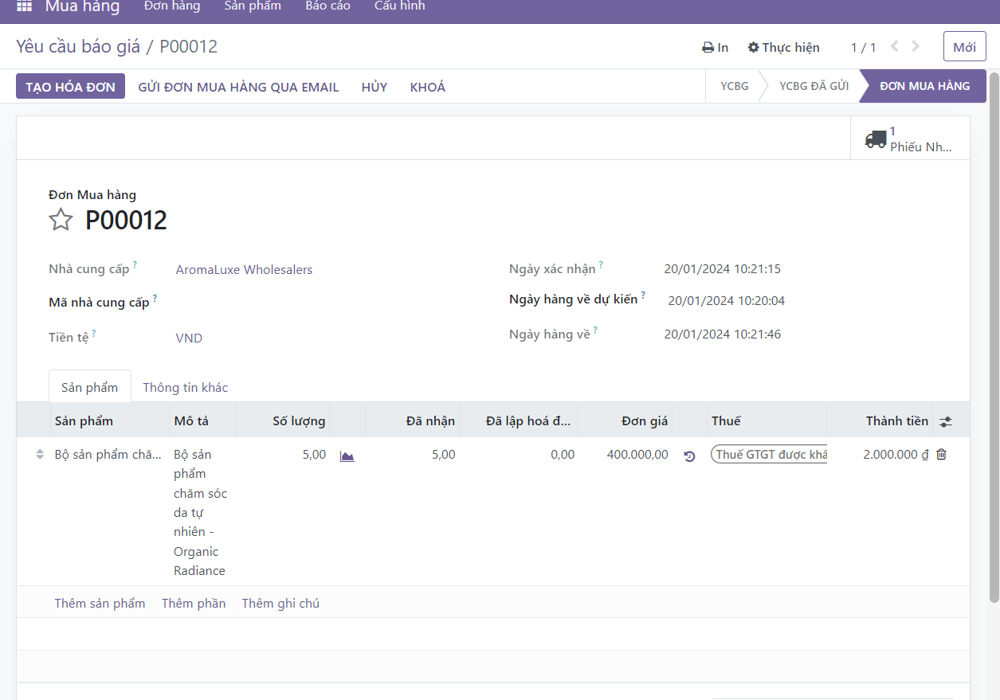 Mua hàng Đơn hàng Sản phẩm Báo cáo Cấu hình
Yêu cầu báo giá / P00012 In Thực hiện 1 / 1 Mới
TẠO HÓA ĐƠN GỬI ĐƠN MUA HÀNG QUA EMAIL HỦY KHOÁ YCBG YCBG ĐÃ GỬI ĐƠN MUA HÀNG
1
Phiếu Nh...
Đơn Mua hàng
P00012
Nhà cung cấp ? AromaLuxe Wholesalers Ngày xác nhận ? 20/01/2024 10:21:15
Mã nhà cung cấp ? Ngày hàng về dự kiến ? 20/01/2024 10:20:04
Tiền tệ ? VND Ngày hàng về ? 20/01/2024 10:21:46
Sản phẩm Thông tin khác
Sản phẩm Mô tả Số lượng Đã nhận Đã lập hoá đ... Đơn giá Thuế Thành tiền
Bộ sản phẩm chă... Bộ sản 5,00 5,00 0,00 400.000,00 Thuế GTGT được khấ 2.000.000 ₫
phẩm
chăm sóc
da tự
nhiên -
Organic
Radiance
Thêm sản phẩm Thêm phần Thêm ghi chú